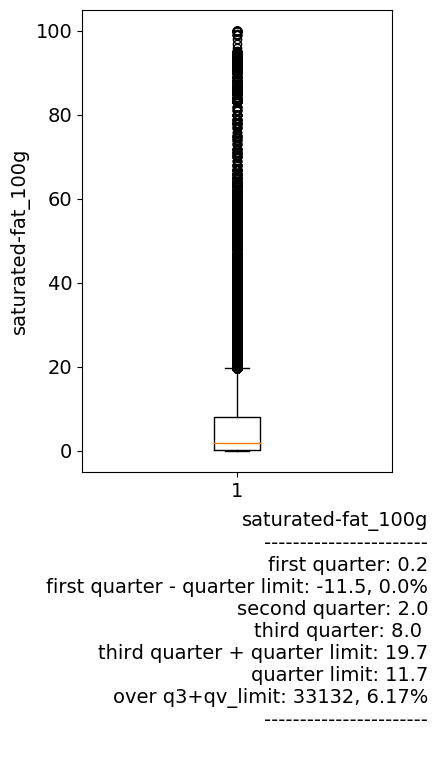 100
80
60
40
20
0
saturated-fat_100g
1
saturated-fat_100g
-----------------------
first quarter: 0.2
first quarter - quarter limit: -11.5, 0.0%
second quarter: 2.0
third quarter: 8.0
third quarter + quarter limit: 19.7
quarter limit: 11.7
over q3+qv_limit: 33132, 6.17%
-----------------------